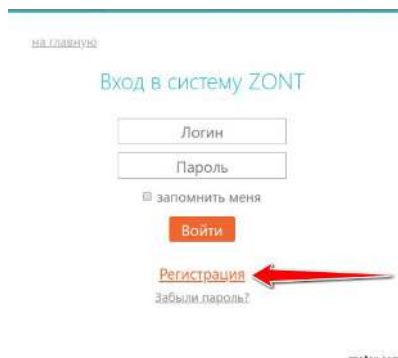 на главную
Вход в систему ZONT
Логин
Пароль
запомнить меня
Войти
Регистрация
Забыли пароль?